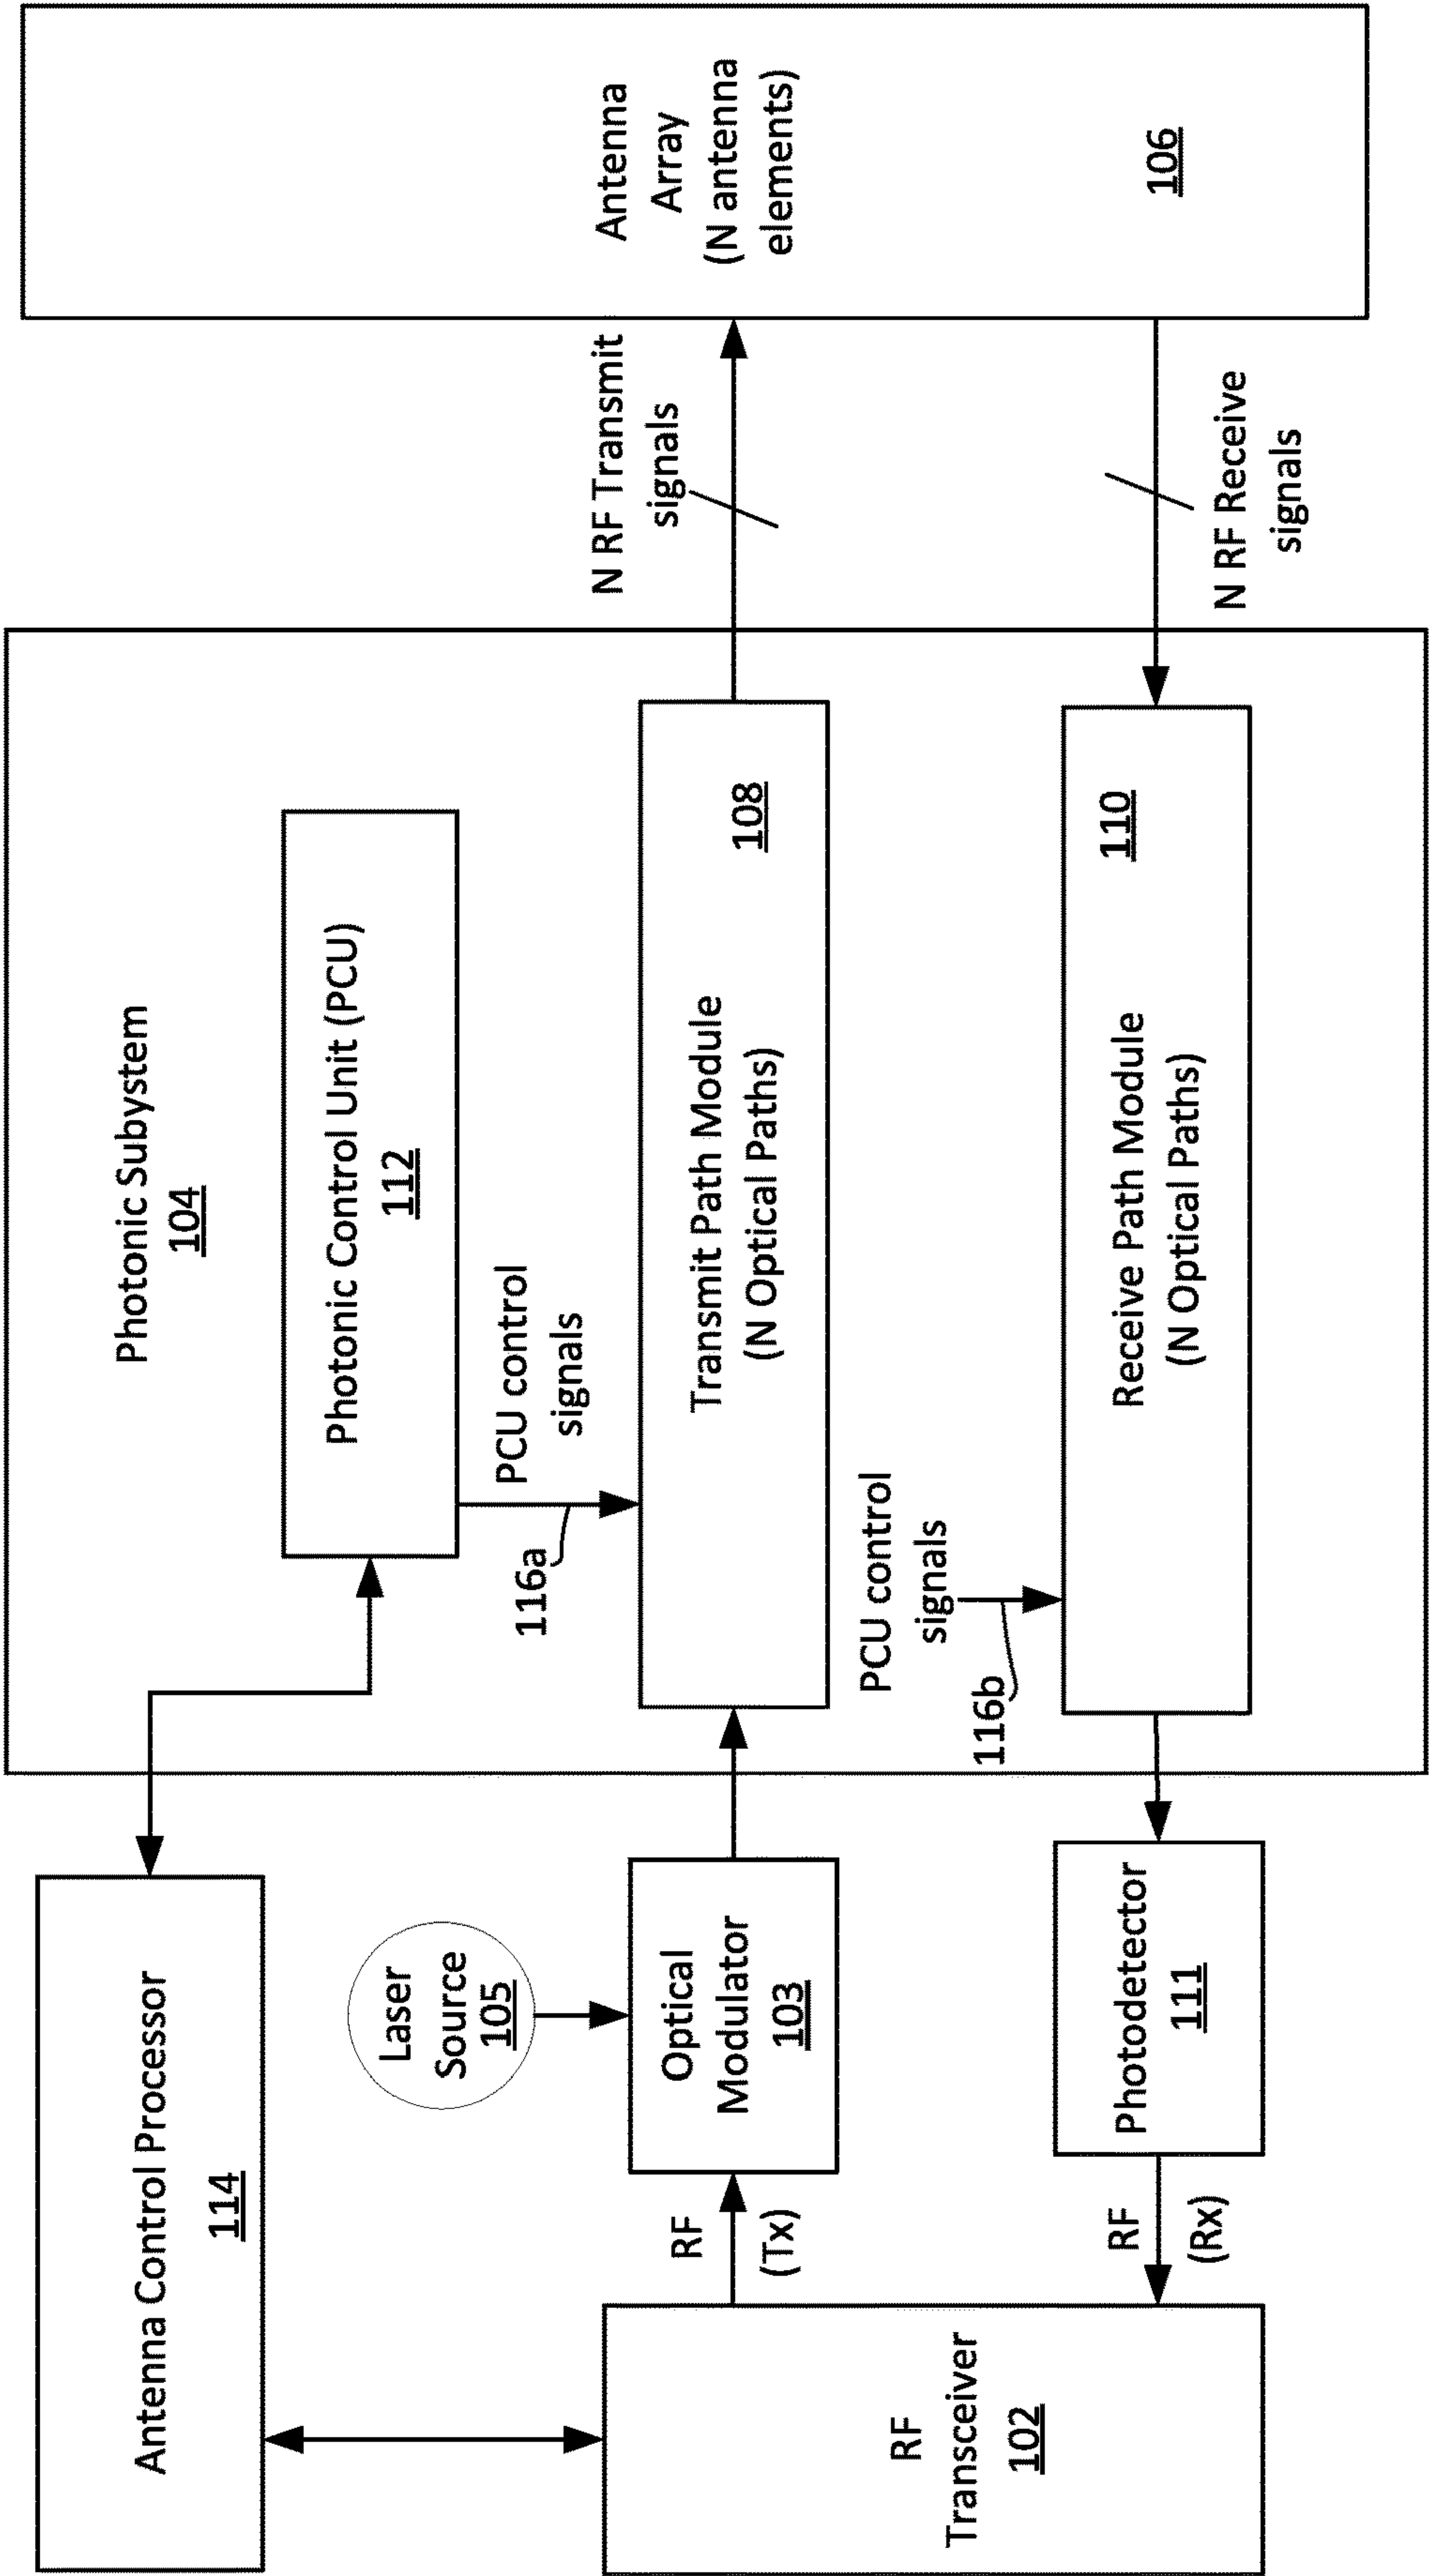 Antenna Control Processor
114
RF
Transceiver
102
RF
(Tx)
RF
(Rx)
Laser
Source
105
Optical
Modulator
103
Photodetector
111
Photonic Subystem
104
Photonic Control Unit (PCU)
112
PCU control
signals
116a
Transmit Path Module
(N Optical Paths)
108
PCU control
signals
116b
Receive Path Module
(N Optical Paths)
110
N RF Transmit
signals
N RF Receive
signals
Antenna
Array
(N antenna
elements)
106